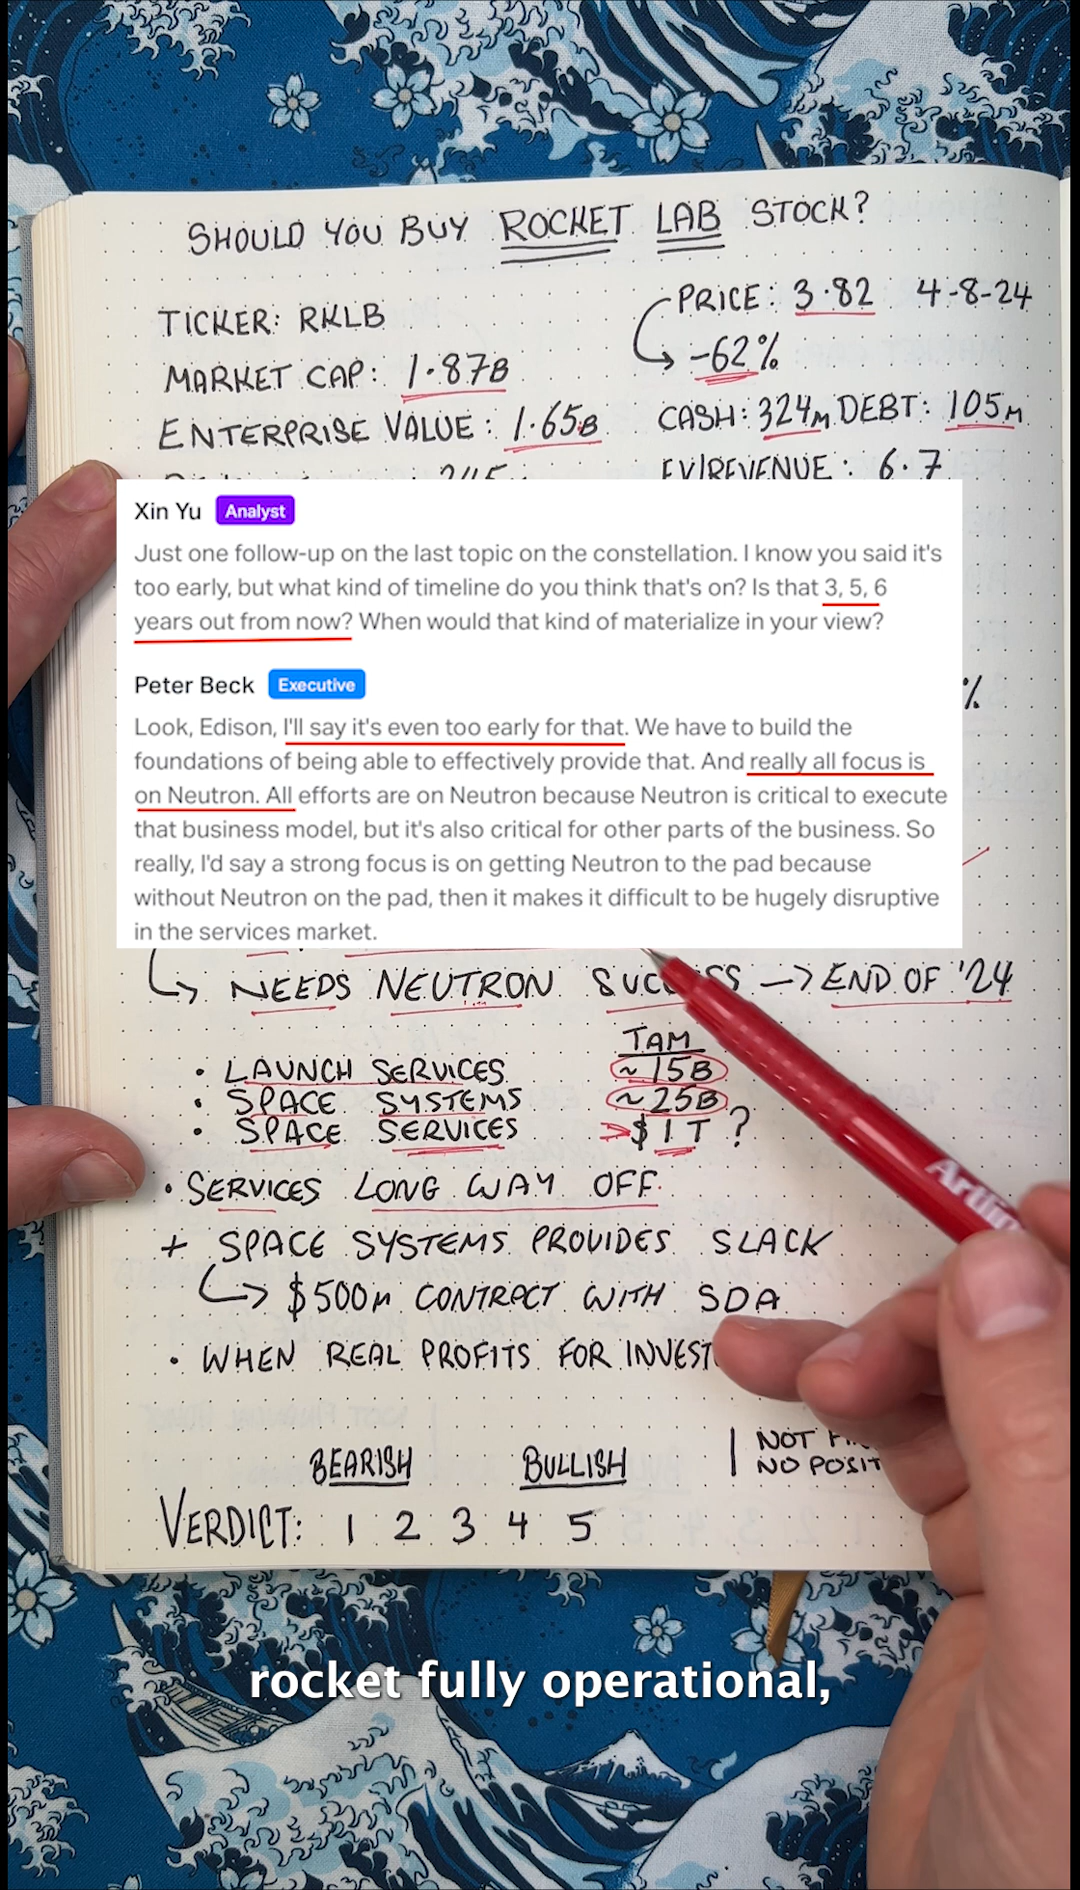 SHOULD YOU BUY ROCKET LAB STOCK?
TICKER: RKLB
PRICE: 3.82 4-8-24
-62%
MARKET CAP: 1.87B
CASH: 324M DEBT: 105M
ENTERPRISE VALUE: 1.65B
EV/REVENUE: 6.7
Xin Yu Analyst
Just one follow-up on the last topic on the constellation. I know you said it's
too early, but what kind of timeline do you think that's on? Is that 3, 5, 6
years out from now? When would that kind of materialize in your view?
Peter Beck Executive
%
Look, Edison, I'll say it's even too early for that. We have to build the
foundations of being able to effectively provide that. And really all focus is
on Neutron. All efforts are on Neutron because Neutron is critical to execute
that business model, but it's also critical for other parts of the business. So
really, I'd say a strong focus is on getting Neutron to the pad because
without Neutron on the pad, then it makes it difficult to be hugely disruptive
in the services market.
NEEDS NEUTRON SUCCESS -> END OF '24
TAM
• LAUNCH SERVICES ~15B
• SPACE SYSTEMS ~25B
• SPACE SERVICES $1T?
• SERVICES LONG WAY OFF
+ SPACE SYSTEMS PROVIDES SLACK
$500M CONTRACT WITH SDA
• WHEN REAL PROFITS FOR INVEST
BEARISH BULLISH
NOT
NO POSIT
VERDICT: 1 2 3 4 5
Artline
rocket fully operational,